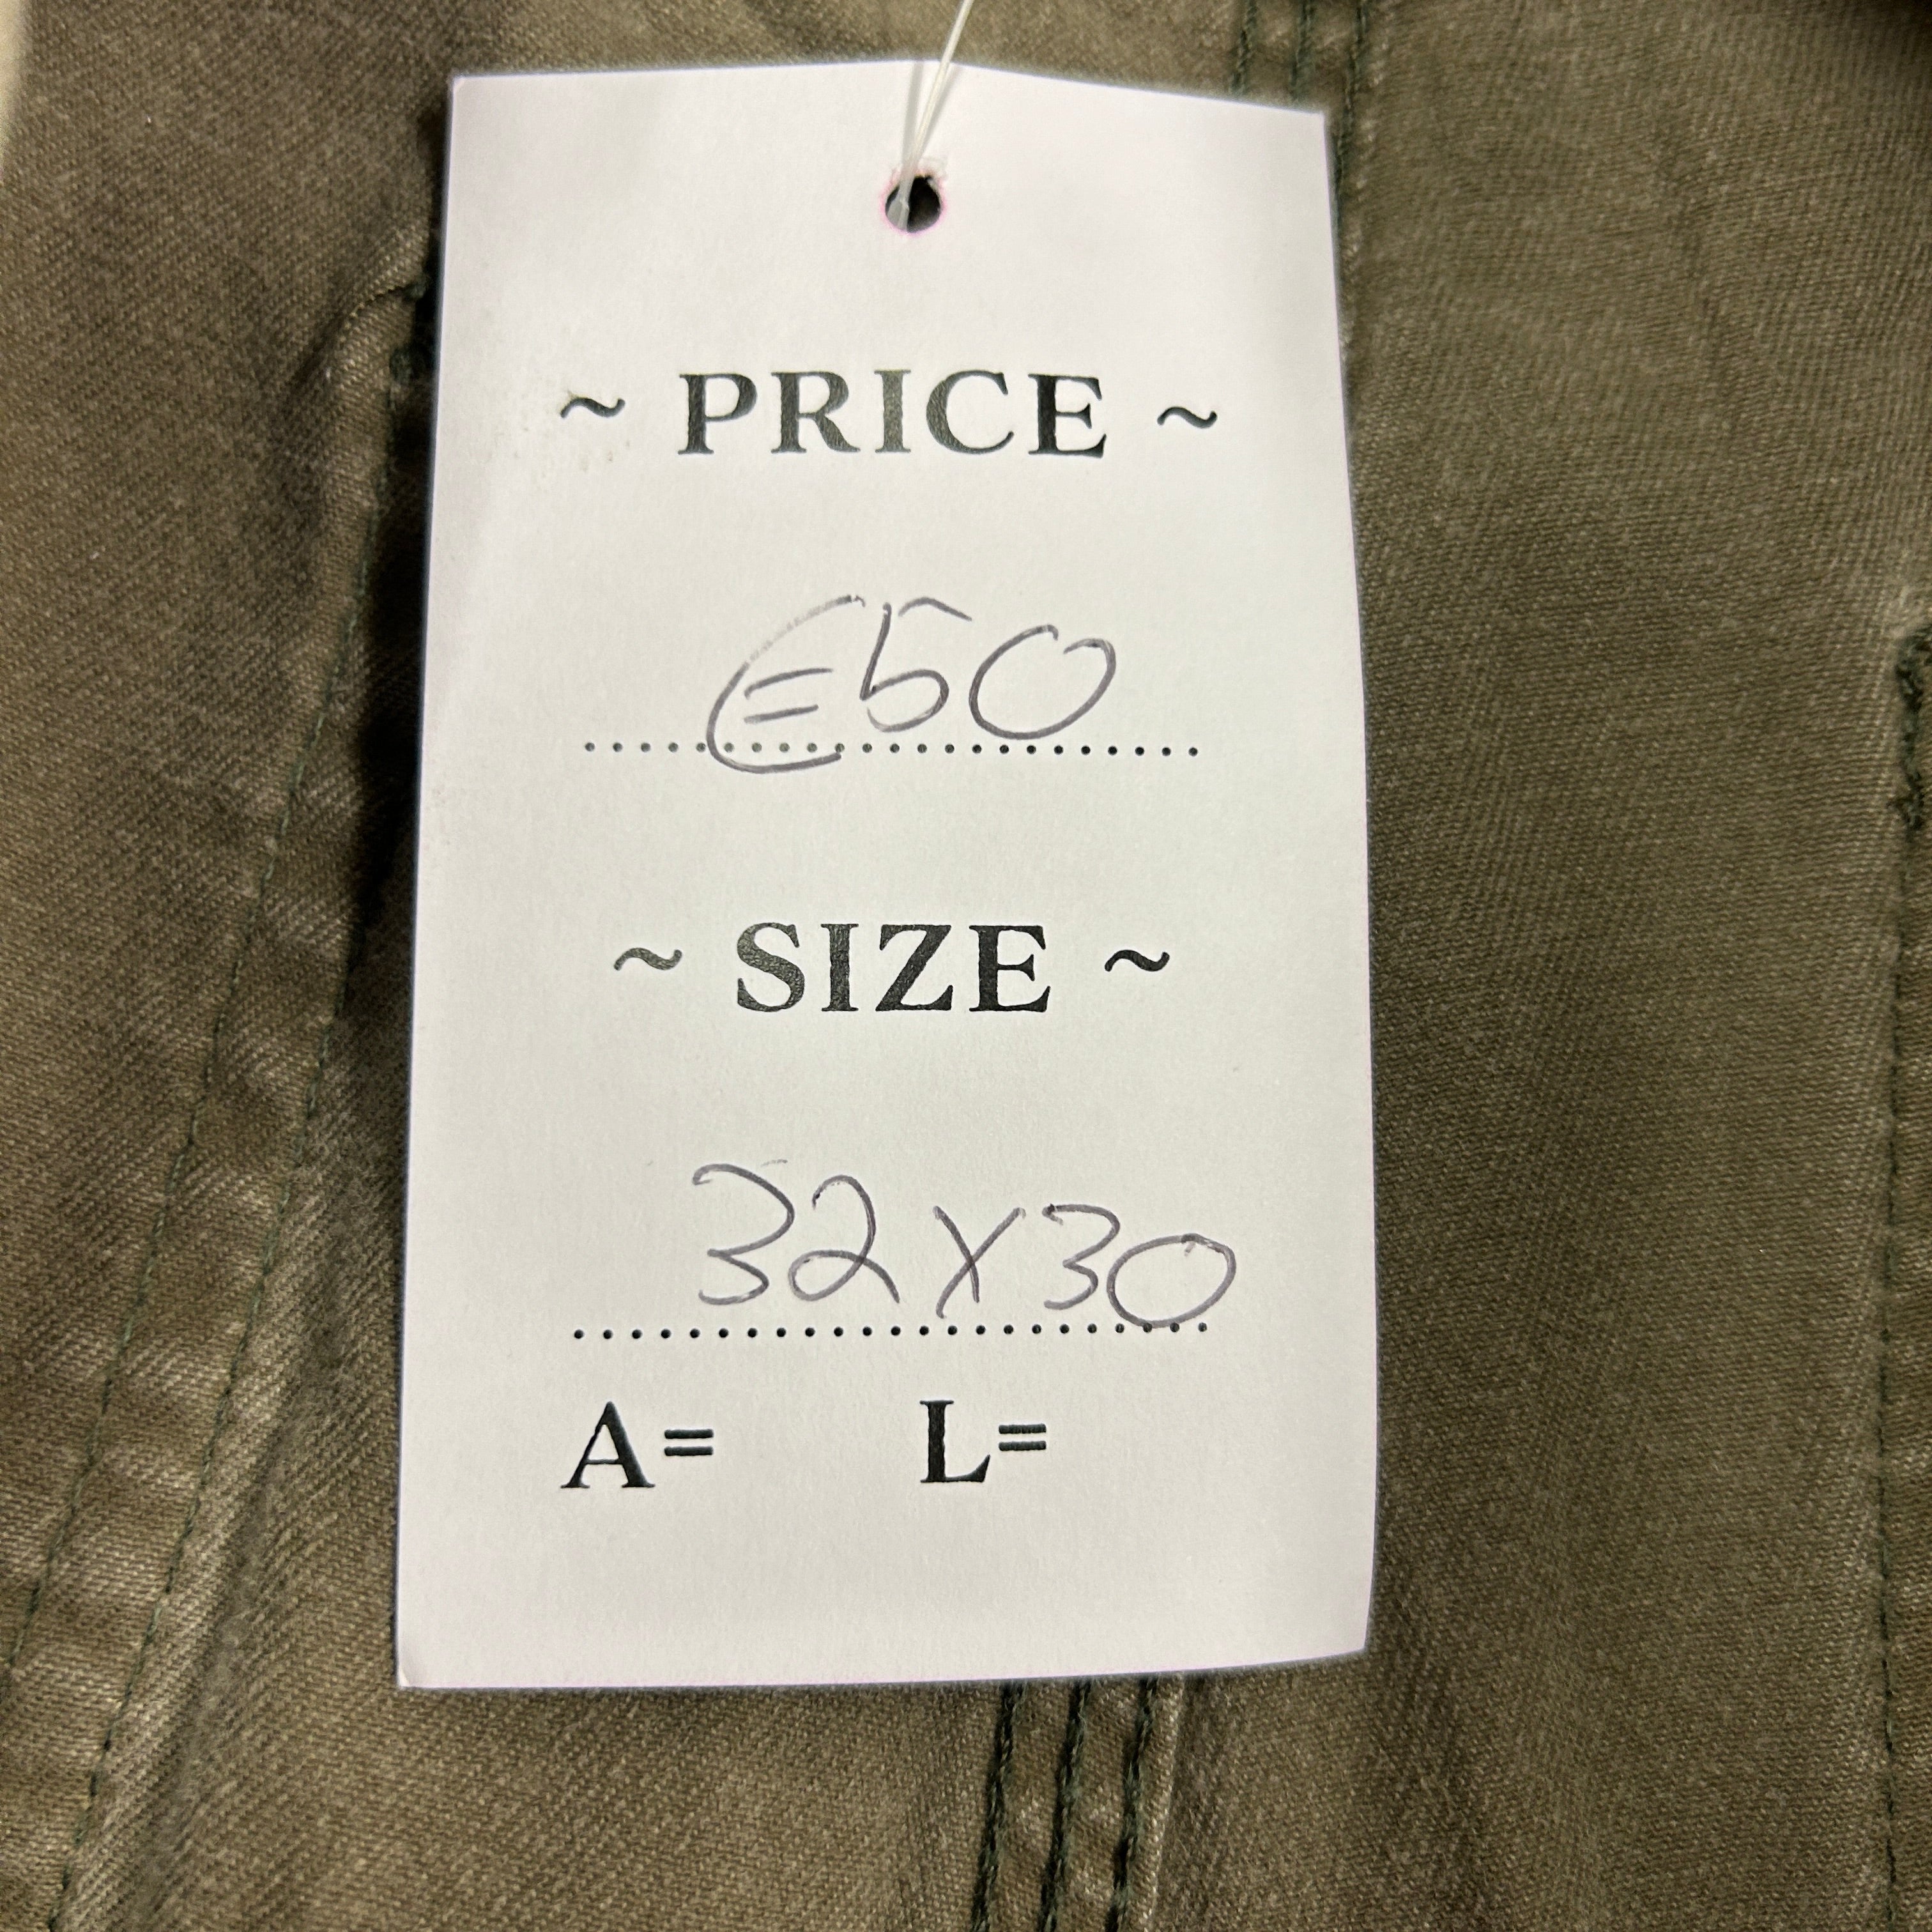 ~ PRICE ~
€50
~ SIZE ~
32x30
A= L=